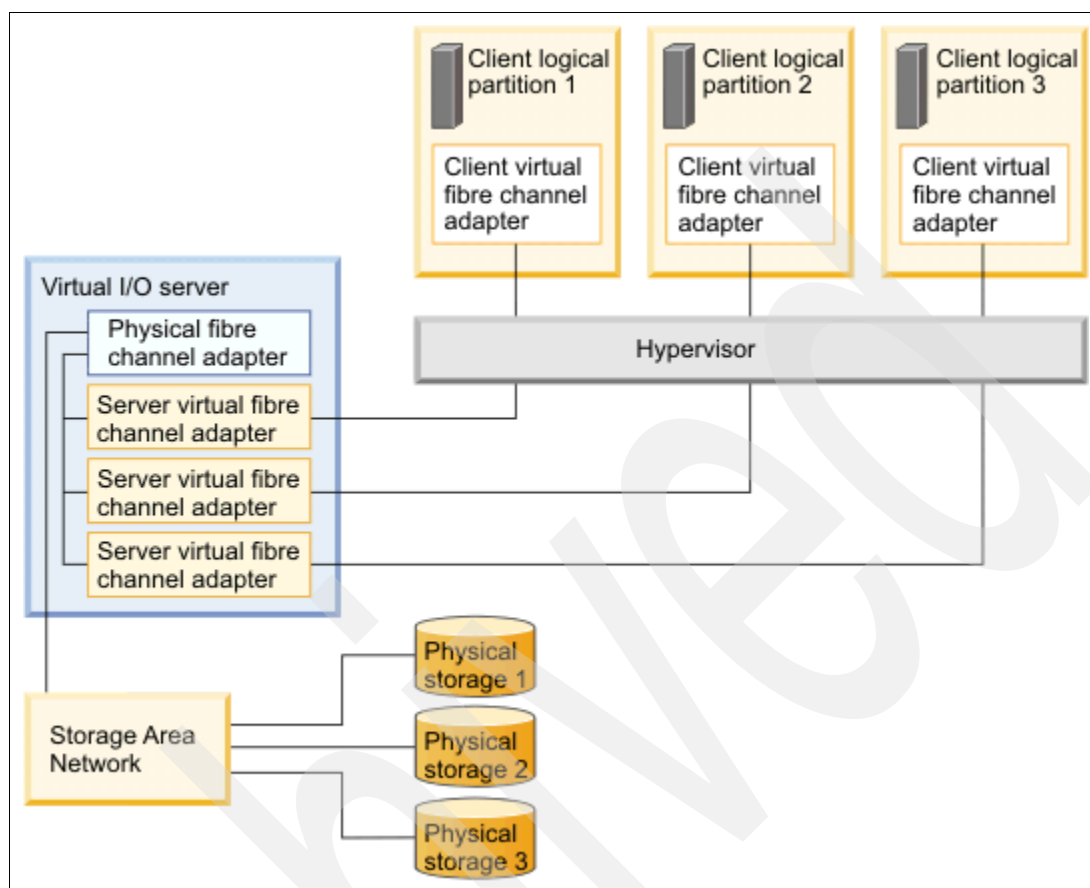 Client logical
partition 1
Client logical
partition 2
Client logical
partition 3
Client virtual
fibre channel
adapter
Client virtual
fibre channel
adapter
Client virtual
fibre channel
adapter
Virtual I/O server
Physical fibre
channel adapter
Hypervisor
Server virtual fibre
channel adapter
Server virtual fibre
channel adapter
Server virtual fibre
channel adapter
Physical
storage 1
Storage Area
Network
Physical
storage 2
Physical
storage 3